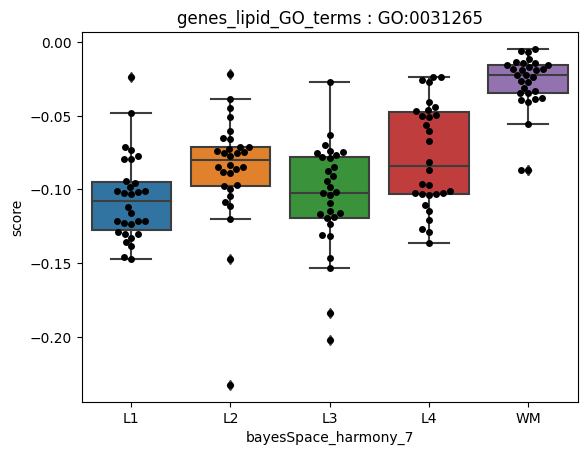 genes_lipid_GO_terms : GO:0031265
0.00
−0.05
−0.10
−0.15
−0.20
score
L1 L2 L3 L4 WM
bayesSpace_harmony_7